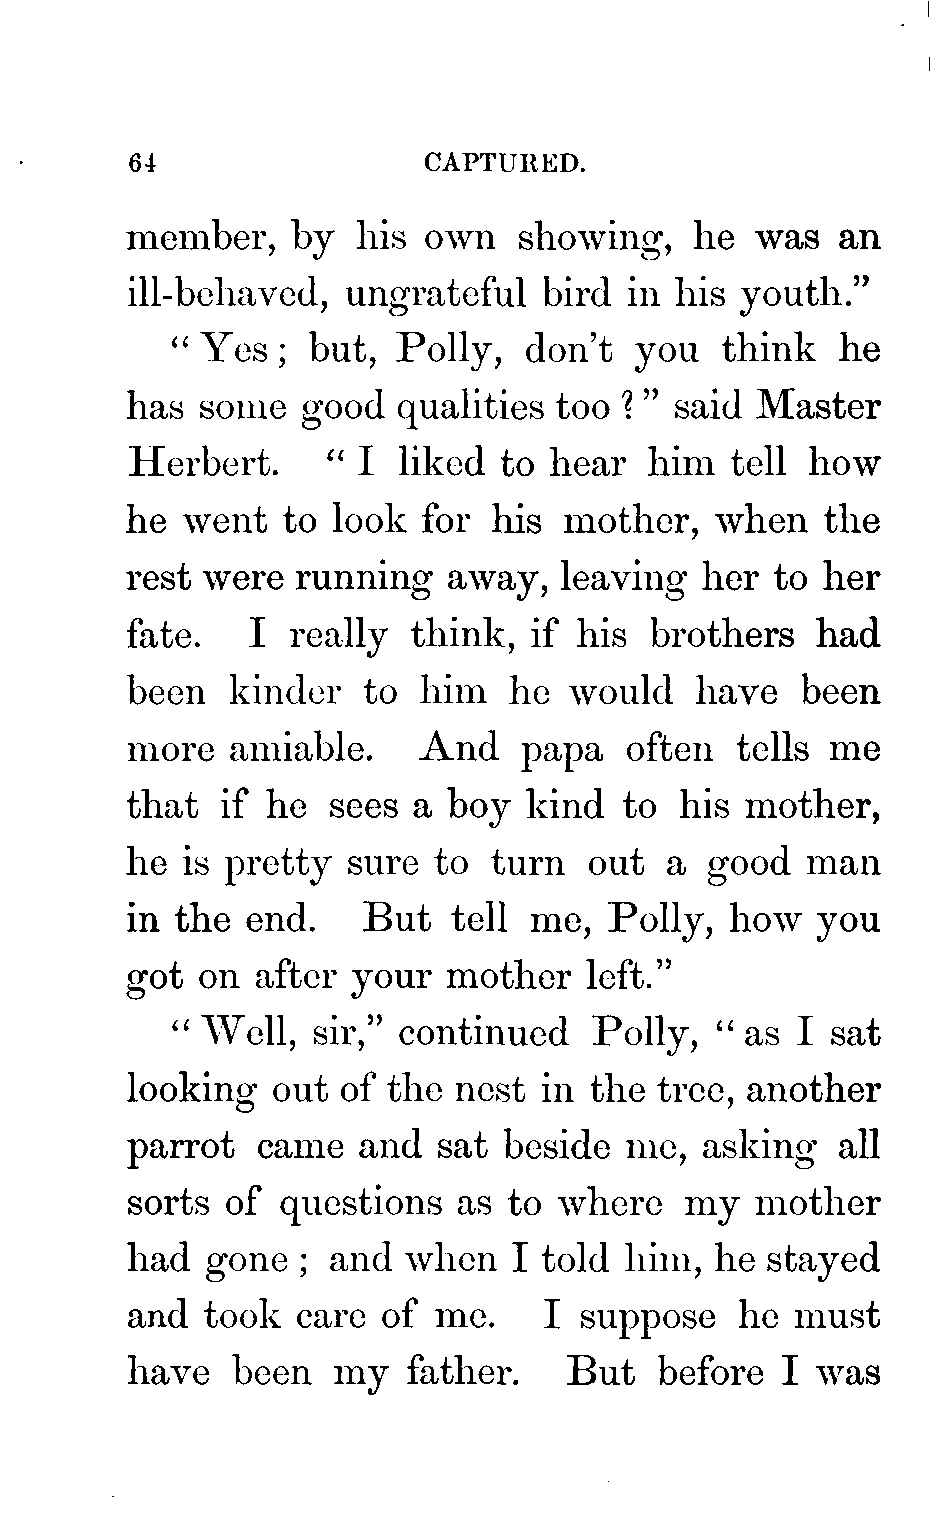 64 CAPTURED.
member, by his own showing, he was an
ill-behaved, ungrateful bird in his youth.”
“ Yes ; but, Polly, don’t you think he
has some good qualities too ? ” said Master
Herbert. “ I liked to hear him tell how
he went to look for his mother, when the
rest were running away, leaving her to her
fate. I really think, if his brothers had
been kinder to him he would have been
more amiable. And papa often tells me
that if he sees a boy kind to his mother,
he is pretty sure to turn out a good man
in the end. But tell me, Polly, how you
got on after your mother left.”
“ Well, sir,” continued Polly, “ as I sat
looking out of the nest in the tree, another
parrot came and sat beside me, asking all
sorts of questions as to where my mother
had gone ; and when I told him, he stayed
and took care of me. I suppose he must
have been my father. But before I was